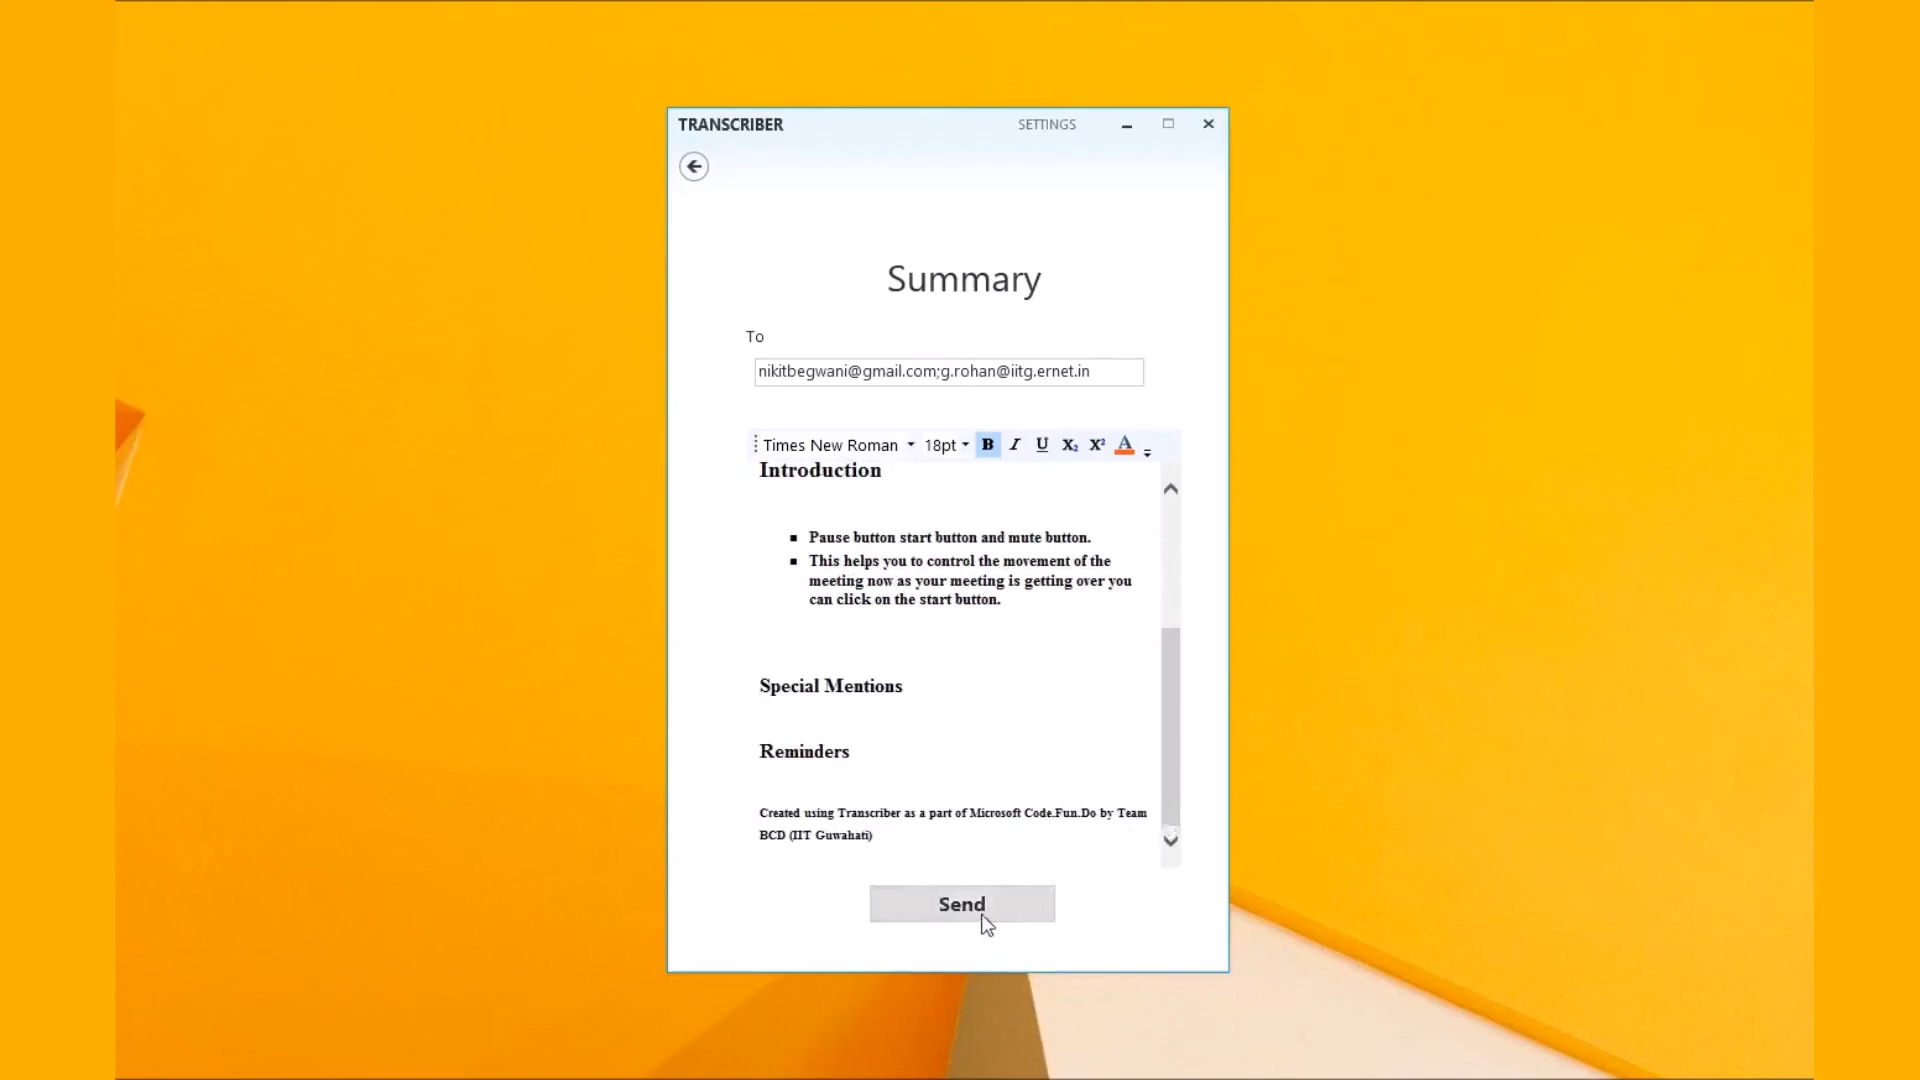 TRANSCRIBER
SETTINGS
Summary
To
nikitbegwani@gmail.com;g.rohan@iitg.ernet.in
Times New Roman 18pt B I U X₂ X² A
Introduction
▪ Pause button start button and mute button.
▪ This helps you to control the movement of the
meeting now as your meeting is getting over you
can click on the start button.
Special Mentions
Reminders
Created using Transcriber as a part of Microsoft Code.Fun.Do by Team
BCD (IIT Guwahati)
Send